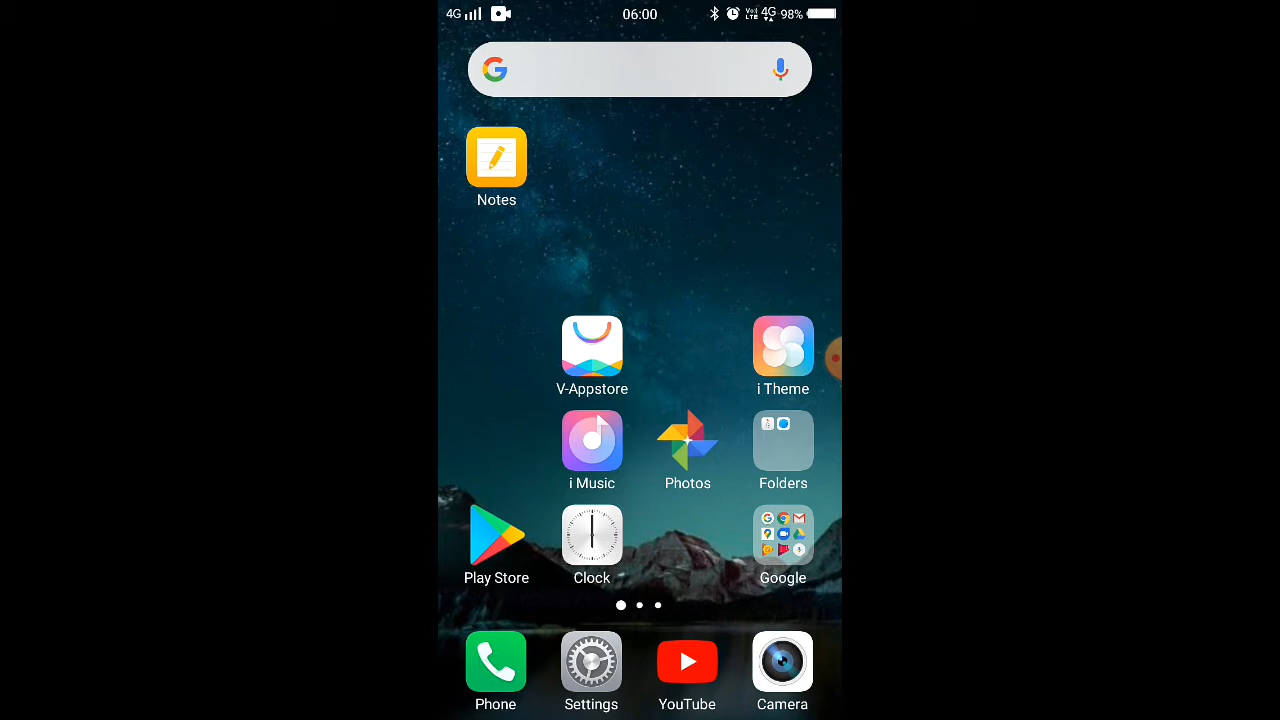 4G 06:00 VoLTE 4G 98%
G
Notes
V-Appstore i Theme
i Music Photos Folders
Play Store Clock Google
Phone Settings YouTube Camera